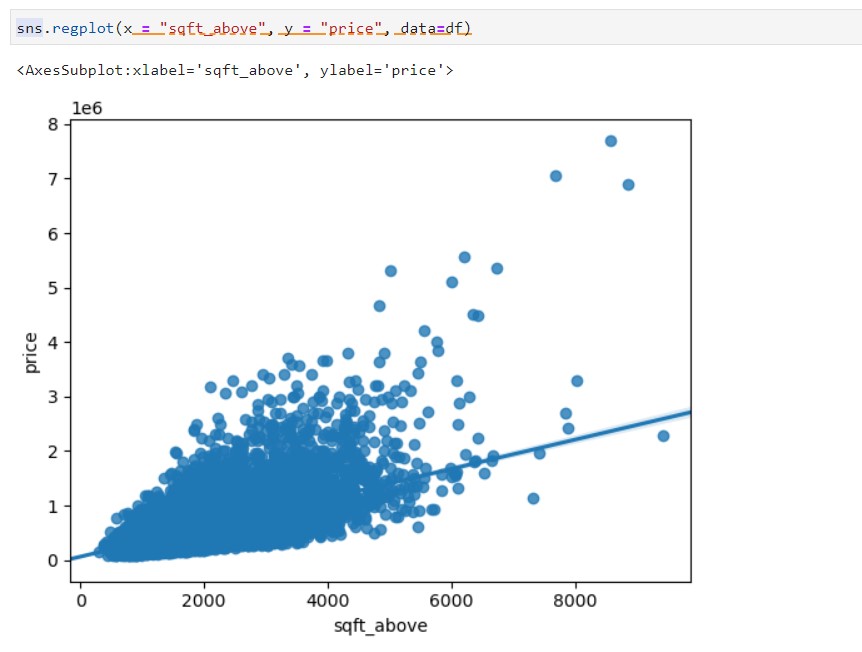 sns.regplot(x = "sqft_above", y = "price", data=df)
<AxesSubplot:xlabel='sqft_above', ylabel='price'>
1e6
8
7
6
5
4
3
2
1
0
price
0 2000 4000 6000 8000
sqft_above